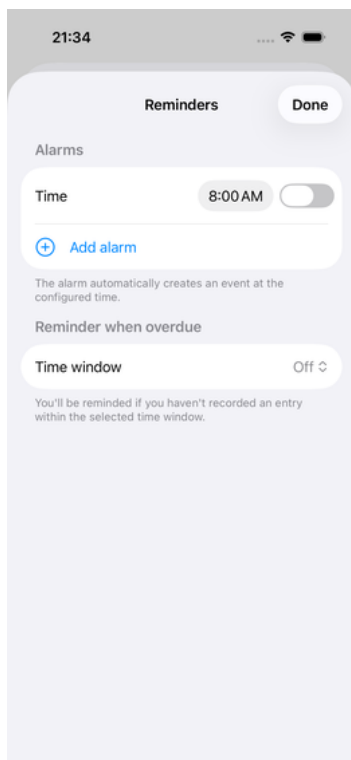 21:34
Reminders
Done
Alarms
Time
8:00 AM
Add alarm
The alarm automatically creates an event at the
configured time.
Reminder when overdue
Time window
Off
You'll be reminded if you haven't recorded an entry
within the selected time window.